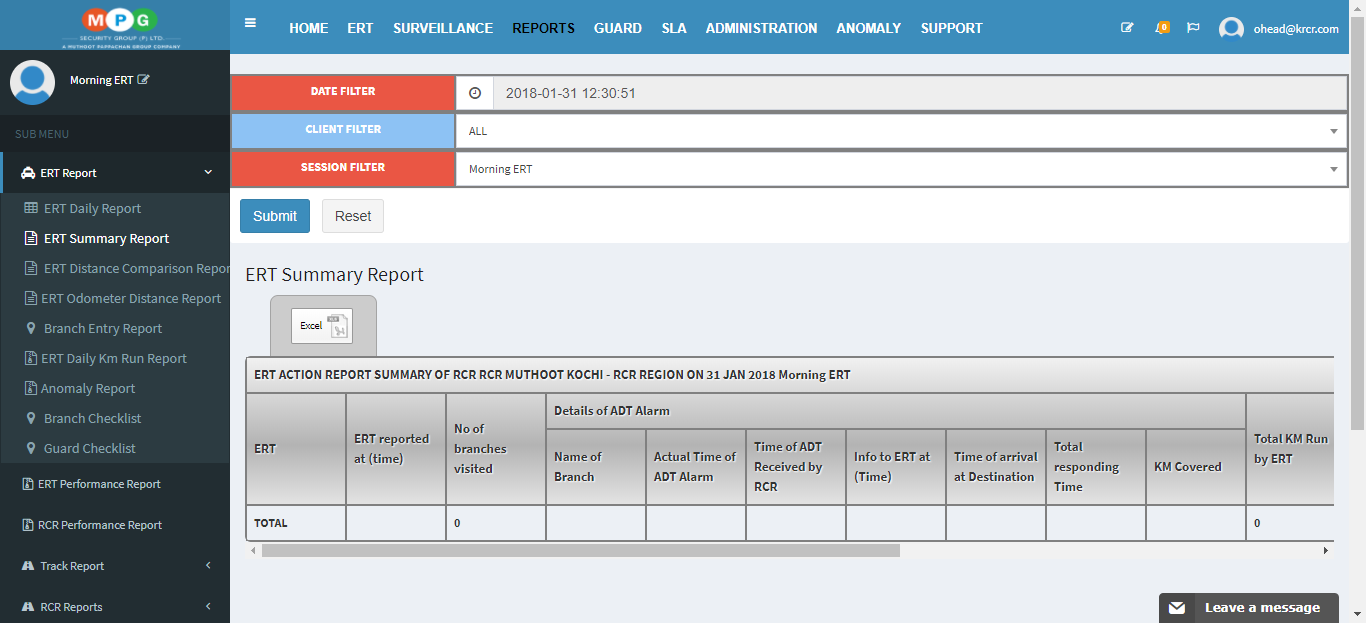 MPG
SECURITY GROUP (P) LTD.
A MUTHOOT PAPPACHAN GROUP COMPANY
HOME ERT SURVEILLANCE REPORTS GUARD SLA ADMINISTRATION ANOMALY SUPPORT
0
ohead@krcr.com
Morning ERT
SUB MENU
ERT Report
ERT Daily Report
ERT Summary Report
ERT Distance Comparison Repor
ERT Odometer Distance Report
Branch Entry Report
ERT Daily Km Run Report
Anomaly Report
Branch Checklist
Guard Checklist
ERT Performance Report
RCR Performance Report
Track Report
RCR Reports
DATE FILTER
2018-01-31 12:30:51
CLIENT FILTER
ALL
SESSION FILTER
Morning ERT
Submit
Reset
ERT Summary Report
Excel
ERT ACTION REPORT SUMMARY OF RCR RCR MUTHOOT KOCHI - RCR REGION ON 31 JAN 2018 Morning ERT
ERT
ERT reported
at (time)
No of
branches
visited
Details of ADT Alarm
Name of
Branch
Actual Time of
ADT Alarm
Time of ADT
Received by
RCR
Info to ERT at
(Time)
Time of arrival
at Destination
Total
responding
Time
KM Covered
Total KM Run
by ERT
TOTAL
0
0
Leave a message